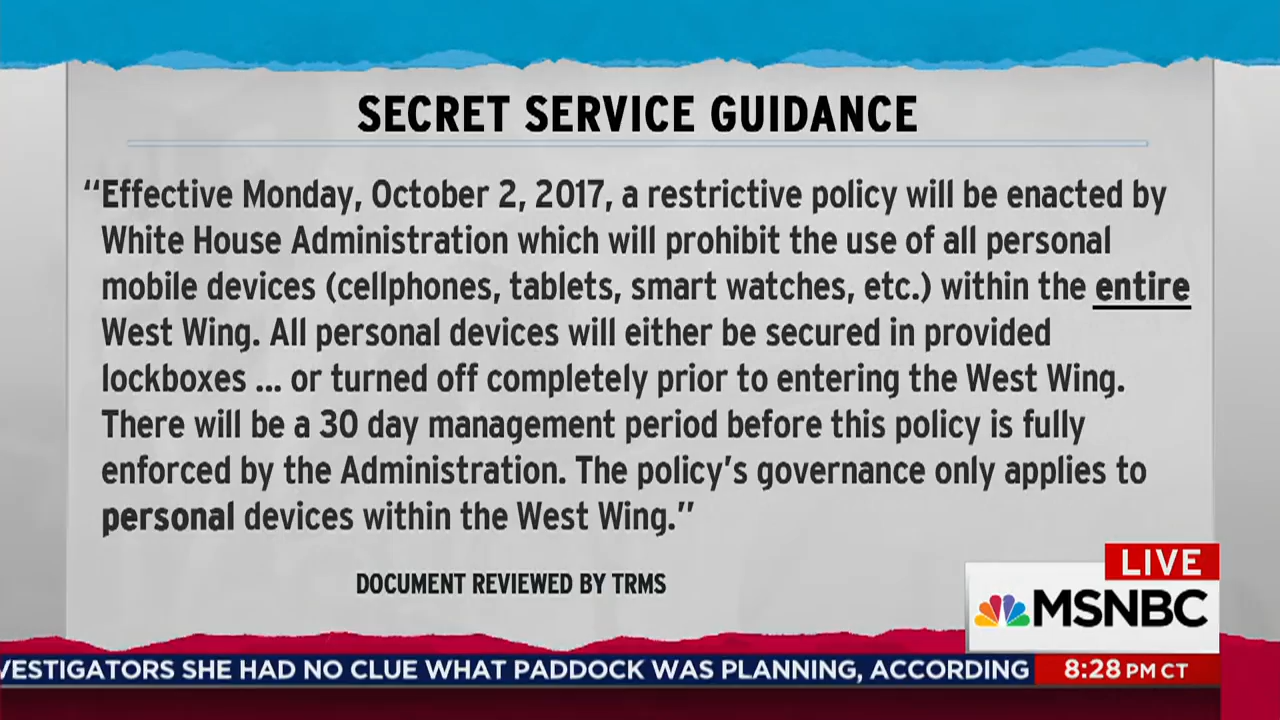 SECRET SERVICE GUIDANCE
“Effective Monday, October 2, 2017, a restrictive policy will be enacted by
White House Administration which will prohibit the use of all personal
mobile devices (cellphones, tablets, smart watches, etc.) within the entire
West Wing. All personal devices will either be secured in provided
lockboxes ... or turned off completely prior to entering the West Wing.
There will be a 30 day management period before this policy is fully
enforced by the Administration. The policy’s governance only applies to
personal devices within the West Wing.”
DOCUMENT REVIEWED BY TRMS
LIVE
MSNBC
VESTIGATORS SHE HAD NO CLUE WHAT PADDOCK WAS PLANNING, ACCORDING
8:28 PM CT